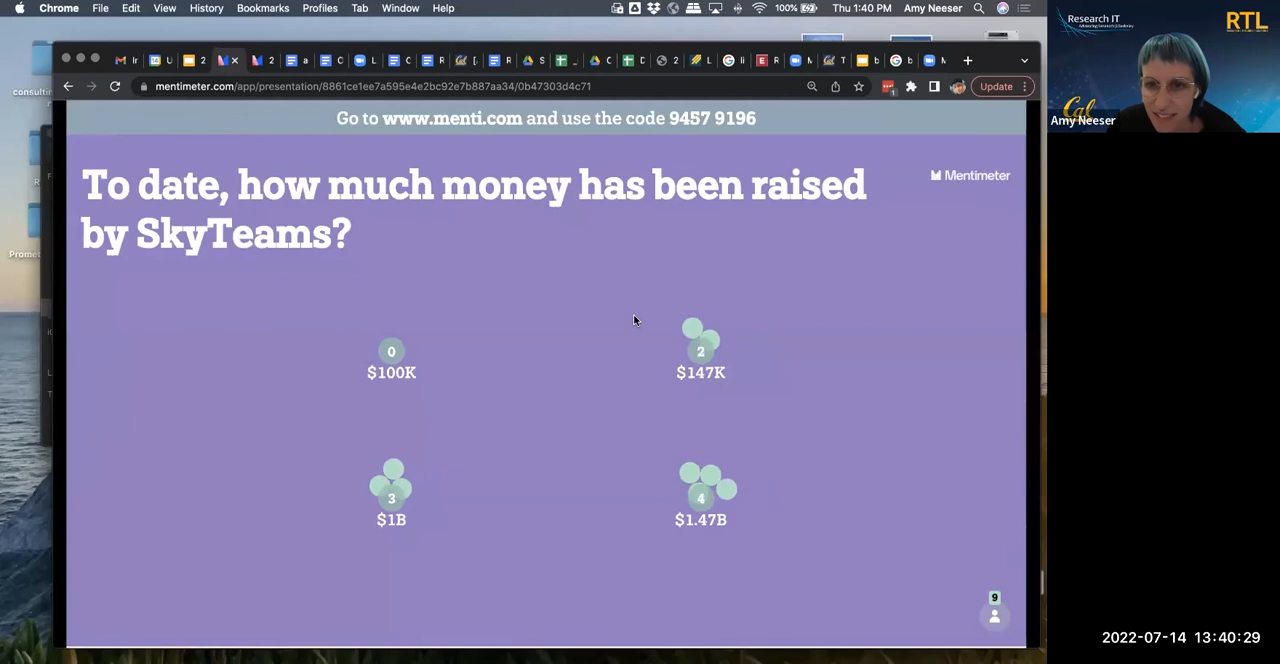 Chrome File Edit View History Bookmarks Profiles Tab Window Help
100% Thu 1:40 PM Amy Neeser
Research IT
RTL
Cal
Amy Neeser
mentimeter.com/app/presentation/8861ce1ee7a595e4e2bc92e7b887aa34/0b47303d4c71
Update
consultin
Go to www.menti.com and use the code 9457 9196
To date, how much money has been raised
by SkyTeams?
Mentimeter
0 2
$100K $147K
3 4
$1B $1.47B
9
2022-07-14 13:40:29